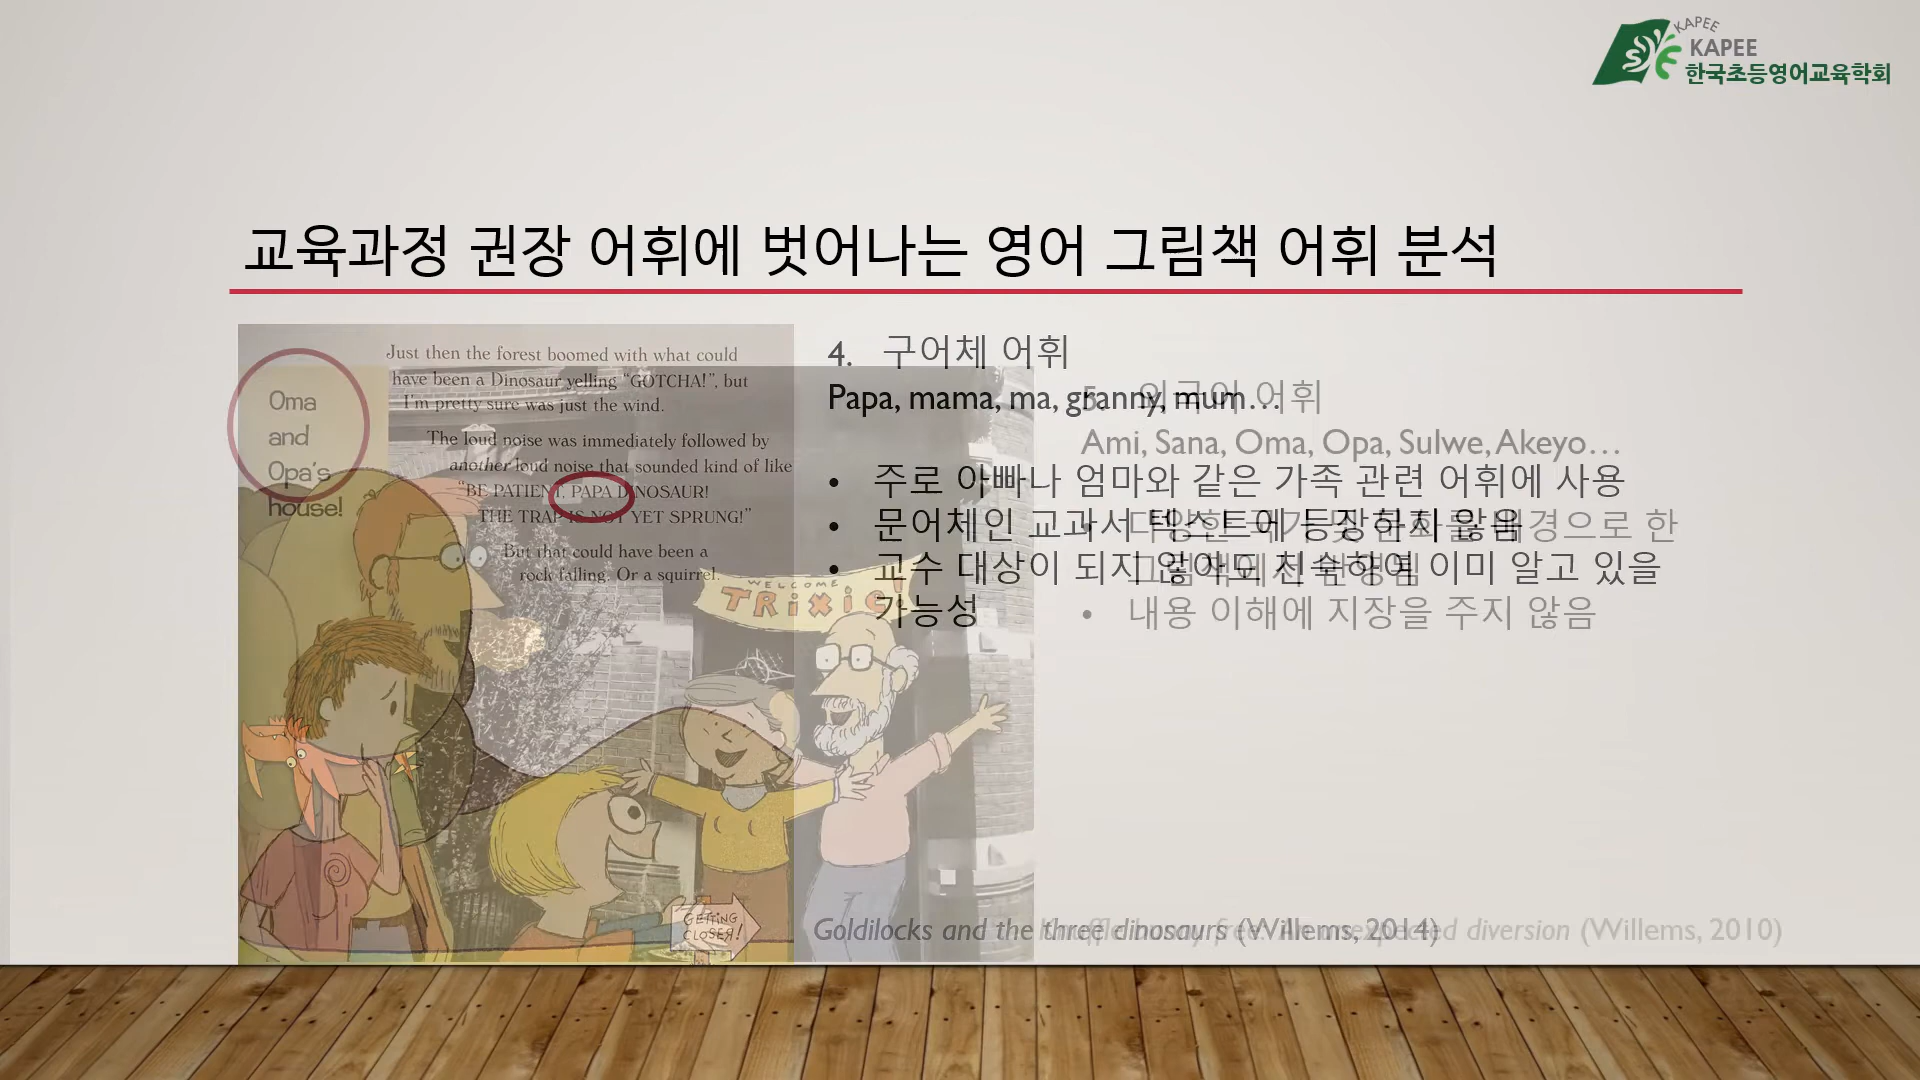 KAPEE
KAPEE
한국초등영어교육학회
교육과정 권장 어휘에 벗어나는 영어 그림책 어휘 분석
Oma
and
Opa's
house!
Just then the forest boomed with what could
have been a Dinosaur yelling "GOTCHA!", but
I'm pretty sure was just the wind.
The loud noise was immediately followed by
another loud noise that sounded kind of like
"BE PATIENT, PAPA DINOSAUR!
THE TRAP IS NOT YET SPRUNG!"
But that could have been a
rock falling. Or a squirrel.
WELCOME
TRIXIE!
GETTING
CLOSER!
4. 구어체 어휘
Papa, mama, ma, granny, mum…
• 주로 아빠나 엄마와 같은 가족 관련 어휘에 사용
• 문어체인 교과서 텍스트에 등장하지 않음
• 교수 대상이 되지 않아도 친숙하여 이미 알고 있을
가능성
Goldilocks and the three dinosaurs (Willems, 2014)
5. 외국어 어휘
Ami, Sana, Oma, Opa, Sulwe, Akeyo…
배경으로 한
• 내용 이해에 지장을 주지 않음
diversion (Willems, 2010)